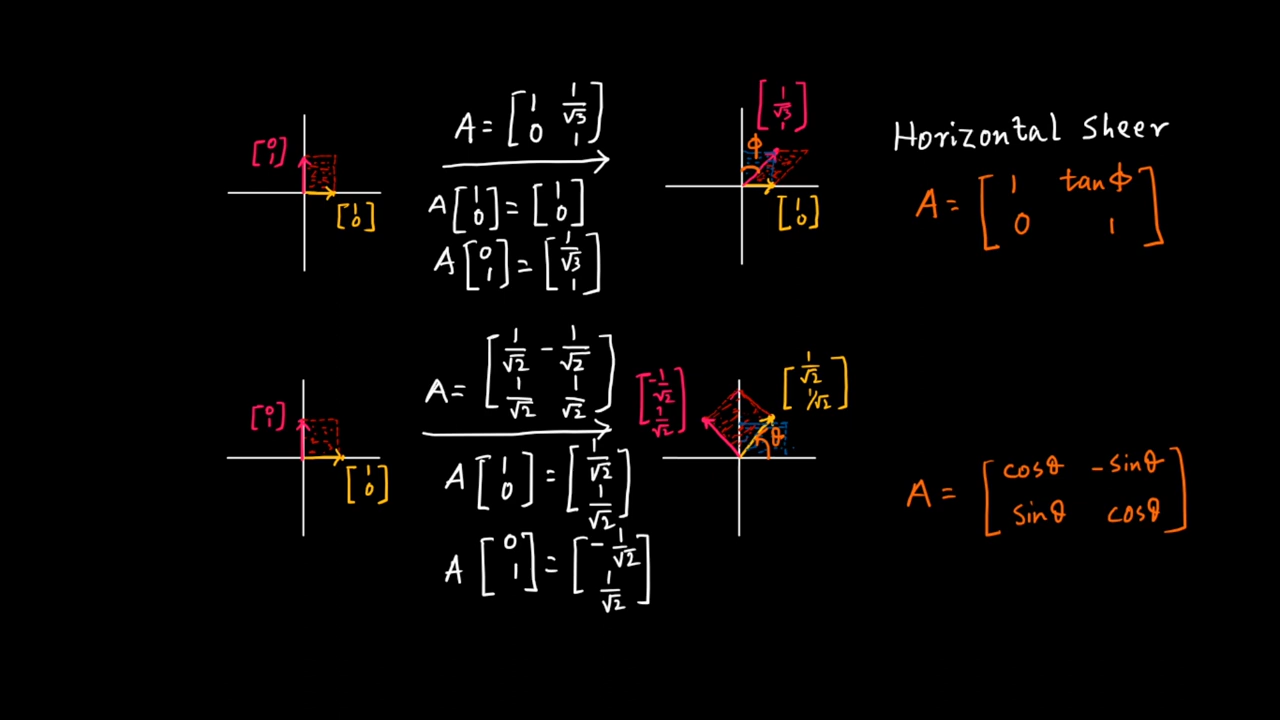 A = [1 1/√3; 0 1]
[0; 1]
[1; 0]
A [1; 0] = [1; 0]
A [0; 1] = [1/√3; 1]
[1/√3; 1]
ϕ
[1; 0]
Horizontal Sheer
A = [1 tanϕ; 0 1]
A = [1/√2 -1/√2; 1/√2 1/√2]
[0; 1]
[1; 0]
A [1; 0] = [1/√2; 1/√2]
A [0; 1] = [-1/√2; 1/√2]
[-1/√2; 1/√2]
[1/√2; 1/√2]
θ
A = [cosθ -sinθ; sinθ cosθ]